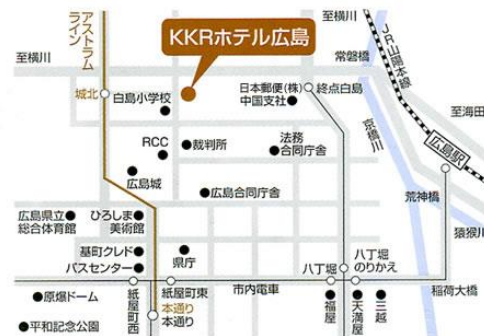 至横川
アストラム
ライン
KKRホテル広島
至横川
常磐橋
JR山陽本線
城北
白島小学校
日本郵便(株)
中国支社
終点白島
至海田
京橋川
広島駅
RCC
裁判所
法務
合同庁舎
広島城
広島合同庁舎
荒神橋
広島県立
総合体育館
ひろしま
美術館
猿猴川
基町クレド
バスセンター
県庁
八丁堀
八丁堀
のりかえ
原爆ドーム
紙屋町西
紙屋町東
市内電車
稲荷大橋
本通り
本通り
福屋
天満屋
三越
平和記念公園